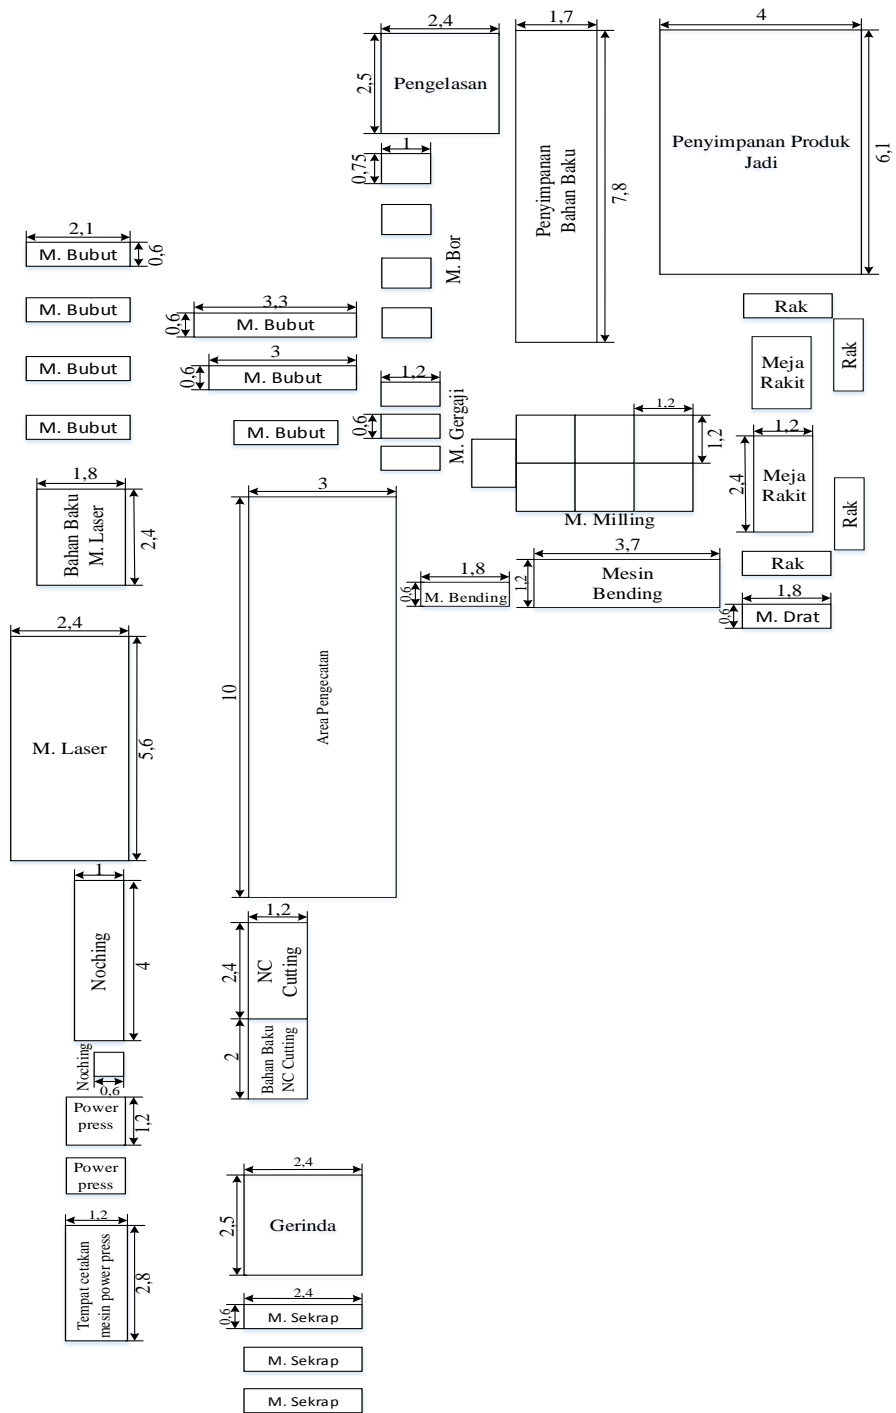 2,4
2,5
Pengelasan
1,7
Penyimpanan
Bahan Baku
7,8
4
Penyimpanan Produk
Jadi
6,1
1
0,75
M. Bor
2,1
M. Bubut
0,6
M. Bubut
M. Bubut
M. Bubut
3,3
0,6
M. Bubut
3
0,6
M. Bubut
M. Bubut
1,2
0,6
M. Gergaji
Rak
Rak
Meja
Rakit
1,2
1,2
M. Milling
1,2
2,4
Meja
Rakit
Rak
Rak
1,8
Bahan Baku
M. Laser
2,4
3
10
Area Pengecatan
1,8
0,6
M. Bending
3,7
1,2
Mesin
Bending
1,8
0,6
M. Drat
2,4
M. Laser
5,6
1
Noching
4
1,2
2,4
NC
Cutting
2
Bahan Baku
NC Cutting
Noching
0,6
Power
press
1,2
Power
press
1,2
Tempat cetakan
mesin power press
2,8
2,4
2,5
Gerinda
2,4
0,6
M. Sekrap
M. Sekrap
M. Sekrap